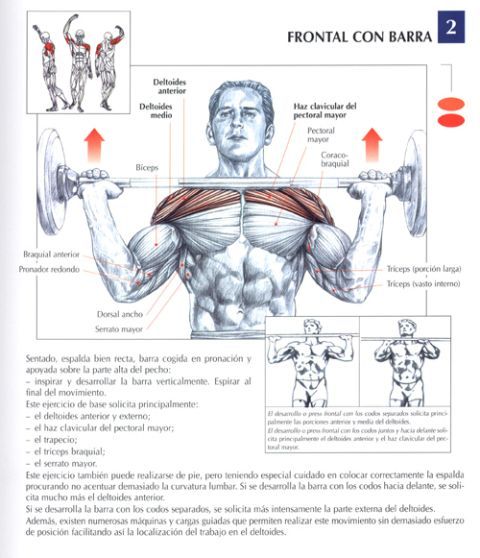 FRONTAL CON BARRA 2
Deltoides
anterior
Deltoides
medio
Haz clavicular del
pectoral mayor
Pectoral
mayor
Coraco-
braquial
Bíceps
Braquial anterior
Pronador redondo
Tríceps (porción larga)
Tríceps (vasto interno)
Dorsal ancho
Serrato mayor
Sentado, espalda bien recta, barra cogida en pronación y
apoyada sobre la parte alta del pecho:
– inspirar y desarrollar la barra verticalmente. Espirar al
final del movimiento.
Este ejercicio de base solicita principalmente:
– el deltoides anterior y externo;
– el haz clavicular del pectoral mayor;
– el trapecio;
– el tríceps braquial;
– el serrato mayor.
El desarrollo o press frontal con los codos separados solicita princi-
palmente las porciones anterior y media del deltoides.
El desarrollo o press frontal con los codos juntos y hacia delante soli-
cita principalmente el deltoides anterior y el haz clavicular del pec-
toral mayor.
Este ejercicio también puede realizarse de pie, pero teniendo especial cuidado en colocar correctamente la espalda
procurando no acentuar demasiado la curvatura lumbar. Si se desarrolla la barra con los codos hacia delante, se soli-
cita mucho más el deltoides anterior.
Si se desarrolla la barra con los codos separados, se solicita más intensamente la parte externa del deltoides.
Además, existen numerosas máquinas y cargas guiadas que permiten realizar este movimiento sin demasiado esfuerzo
de posición facilitando así la localización del trabajo en el deltoides.